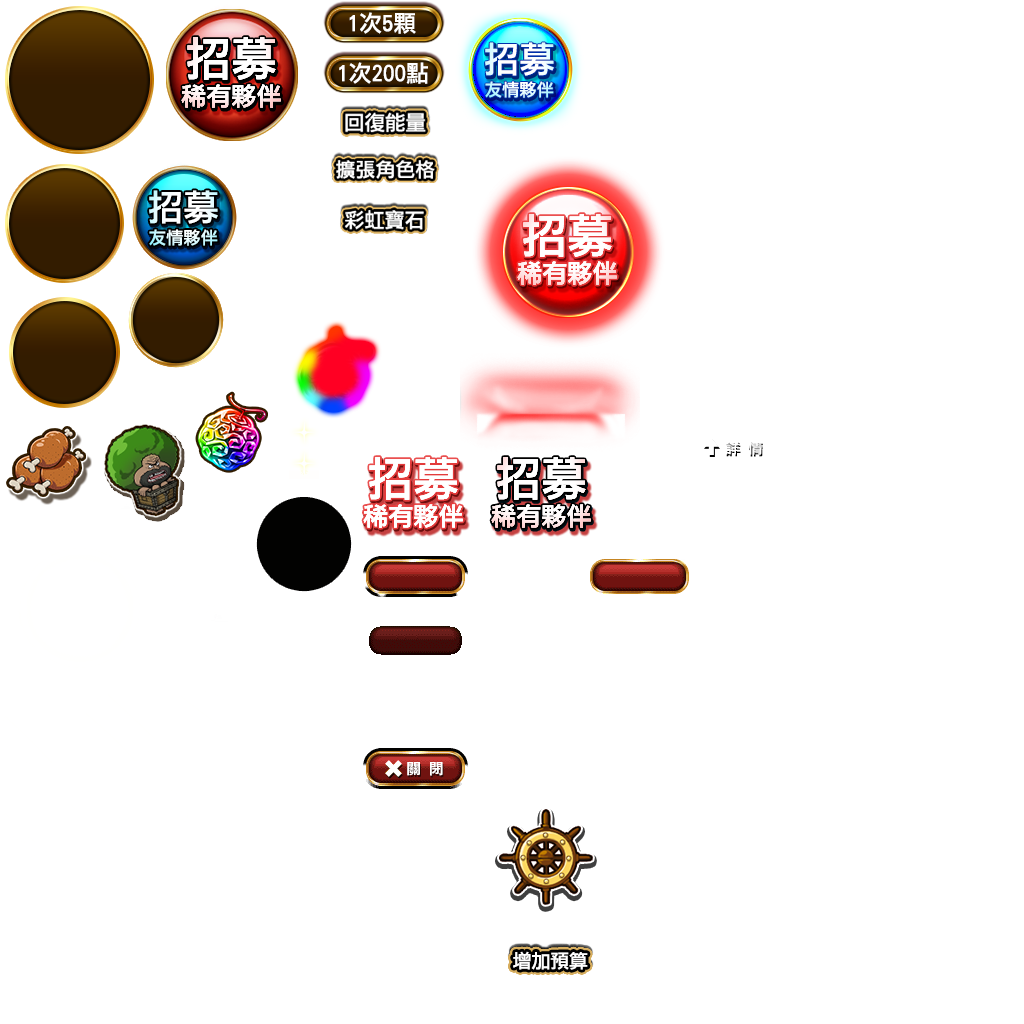 招募
稀有夥伴
1次5顆
1次200點
回復能量
擴張角色格
彩虹寶石
招募
友情夥伴
招募
友情夥伴
招募
稀有夥伴
詳 情
招募
稀有夥伴
招募
稀有夥伴
關 閉
增加預算